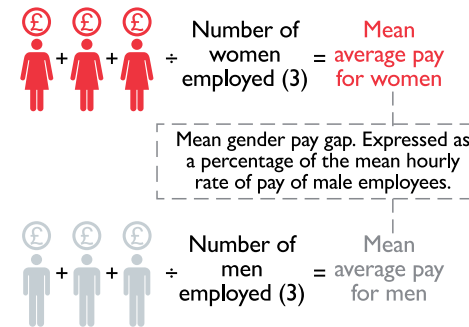 £ £ £
+ + ÷ Number of women employed (3) = Mean average pay for women
Mean gender pay gap. Expressed as
a percentage of the mean hourly
rate of pay of male employees.
£ £ £
+ + ÷ Number of men employed (3) = Mean average pay for men